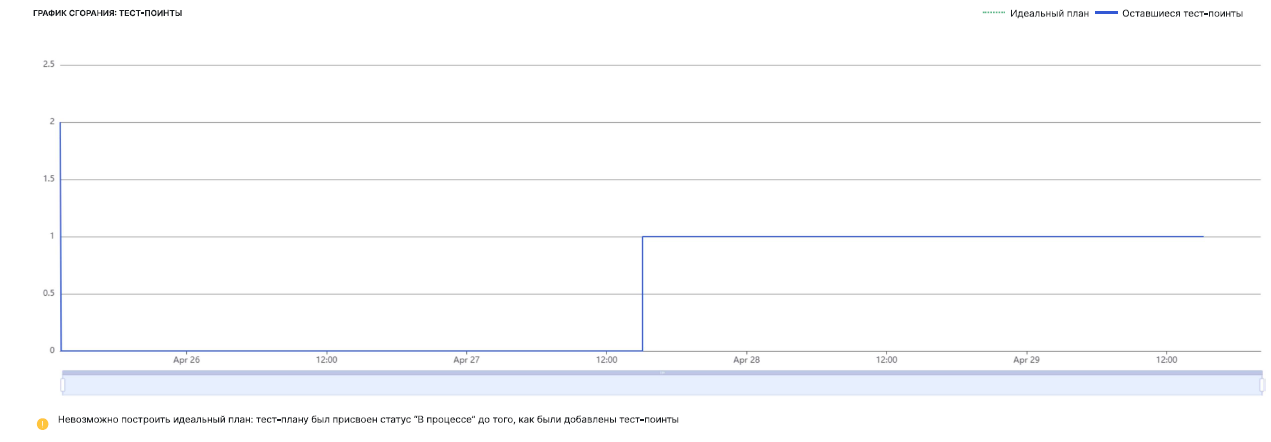 ГРАФИК СГОРАНИЯ: ТЕСТ-ПОИНТЫ
Идеальный план Оставшиеся тест-поинты
2.5
2
1.5
1
0.5
0
Apr 26 12:00 Apr 27 12:00 Apr 28 12:00 Apr 29 12:00
Невозможно построить идеальный план: тест-плану был присвоен статус "В процессе" до того, как были добавлены тест-поинты